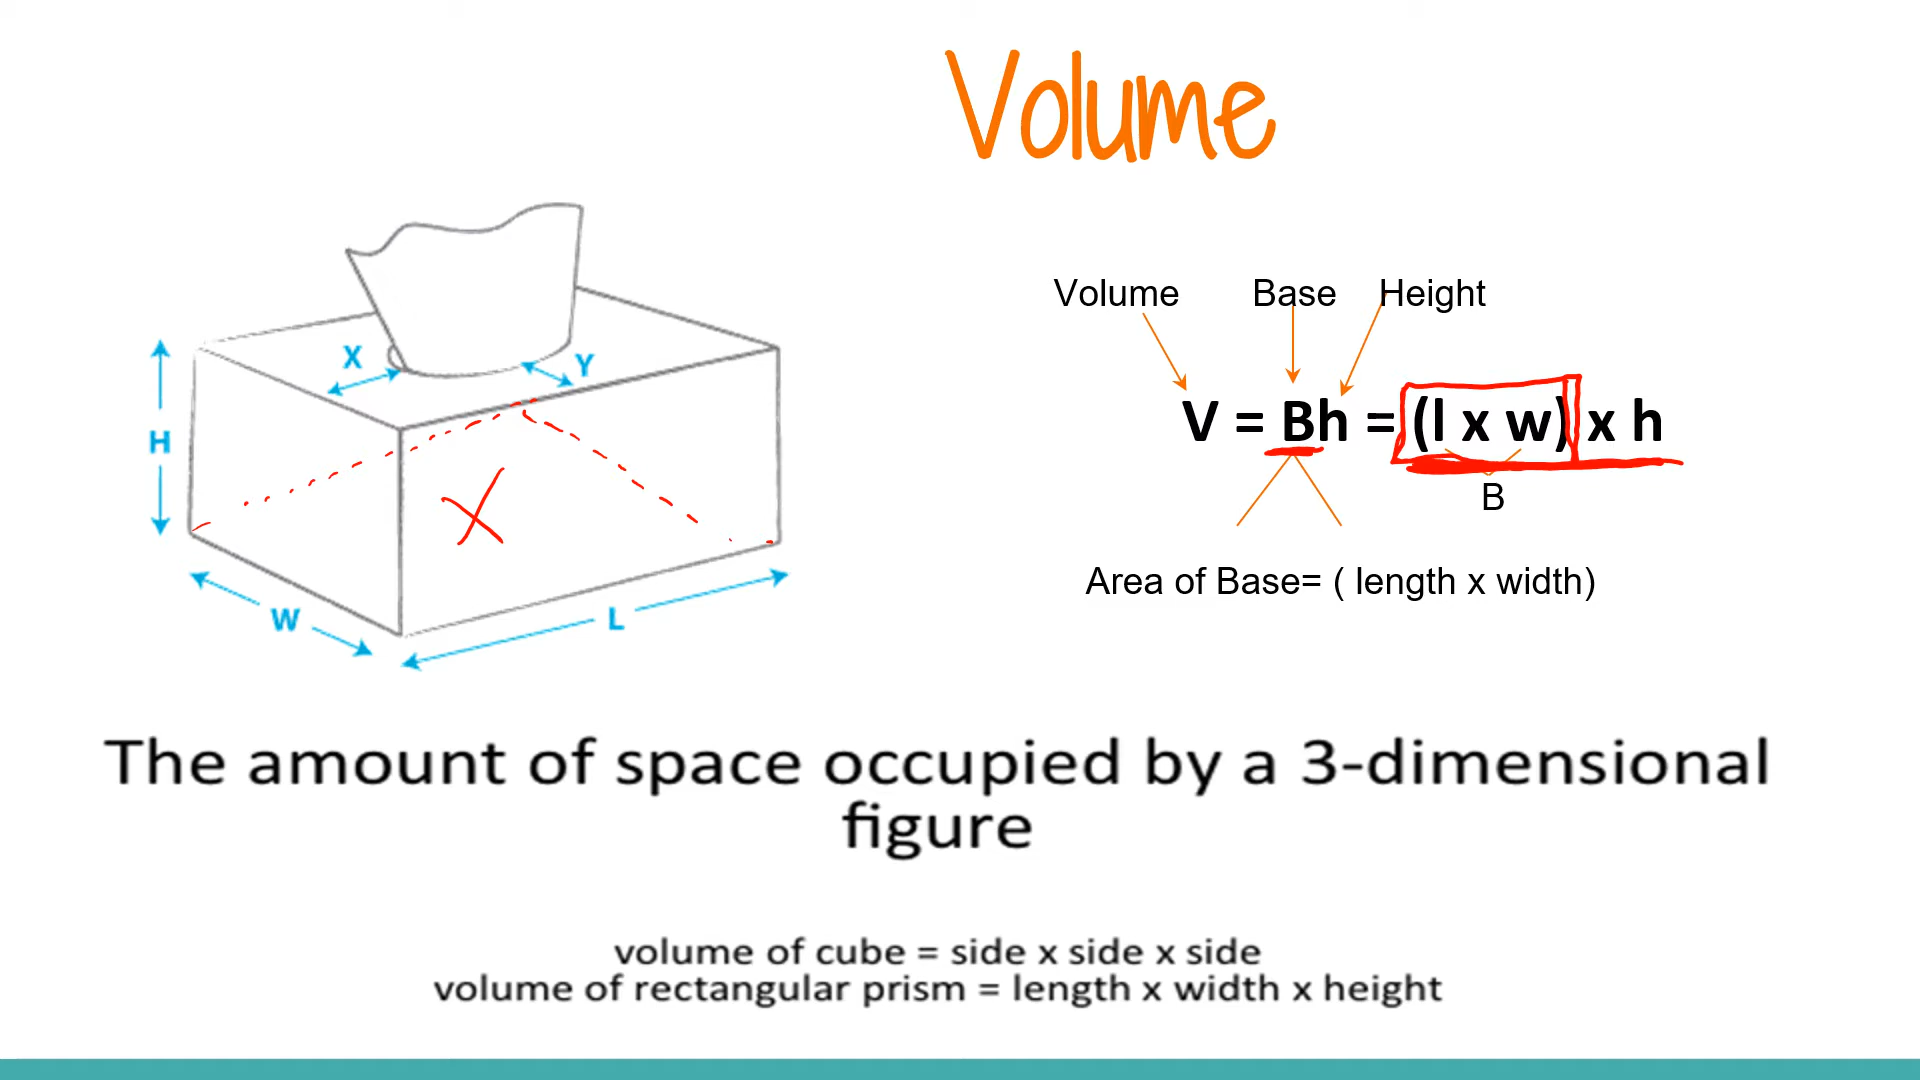 Volume
Volume Base Height
V = Bh = (l x w) x h
B
Area of Base= ( length x width)
X
Y
H
X
W
L
The amount of space occupied by a 3-dimensional
figure
volume of cube = side x side x side
volume of rectangular prism = length x width x height